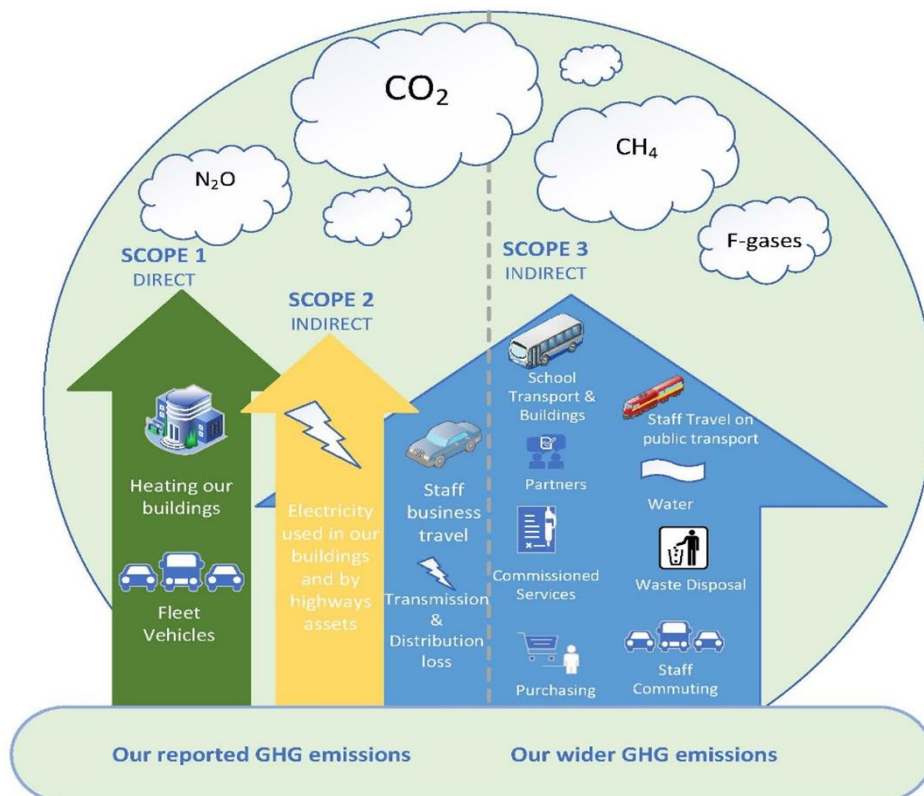 CO₂
CH₄
N₂O
F-gases
SCOPE 1
DIRECT
SCOPE 2
INDIRECT
SCOPE 3
INDIRECT
Heating our
buildings
Fleet
Vehicles
Electricity
used in our
buildings
and by
highways
assets
Staff
business
travel
Transmission
&
Distribution
loss
School
Transport &
Buildings
Partners
Commissioned
Services
Purchasing
Staff Travel on
public transport
Water
Waste Disposal
Staff
Commuting
Our reported GHG emissions
Our wider GHG emissions